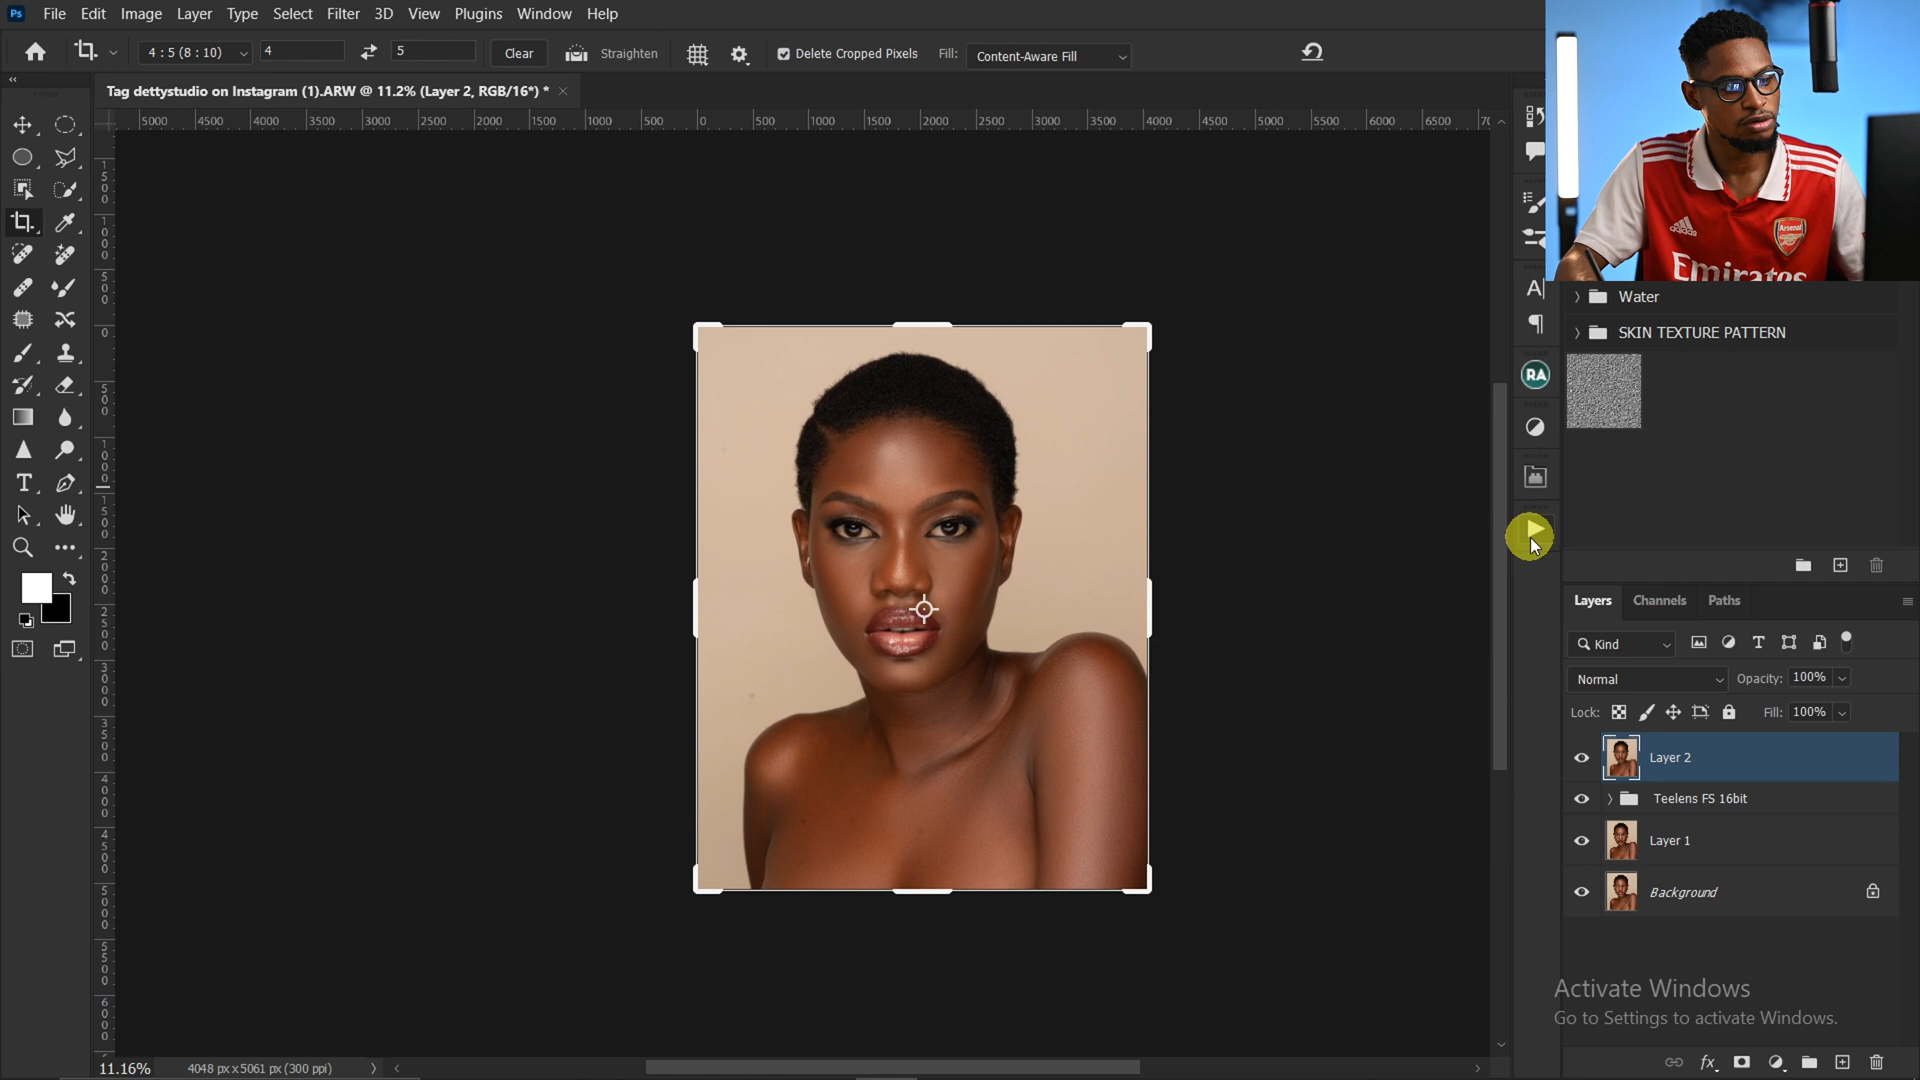 Ps File Edit Image Layer Type Select Filter 3D View Plugins Window Help
4 : 5 (8 : 10) 4 5 Clear Straighten Delete Cropped Pixels Fill: Content-Aware Fill
Tag dettystudio on Instagram (1).ARW @ 11.2% (Layer 2, RGB/16*) *
5000 4500 4000 3500 3000 2500 2000 1500 1000 500 0 500 1000 1500 2000 2500 3000 3500 4000 4500 5000 5500 6000 6500
adidas
Arsenal
Emirates
Water
SKIN TEXTURE PATTERN
RA
Layers Channels Paths
Kind
Normal Opacity: 100%
Lock: Fill: 100%
Layer 2
Teelens FS 16bit
Layer 1
Background
Activate Windows
Go to Settings to activate Windows.
11.16% 4048 px x 5061 px (300 ppi)